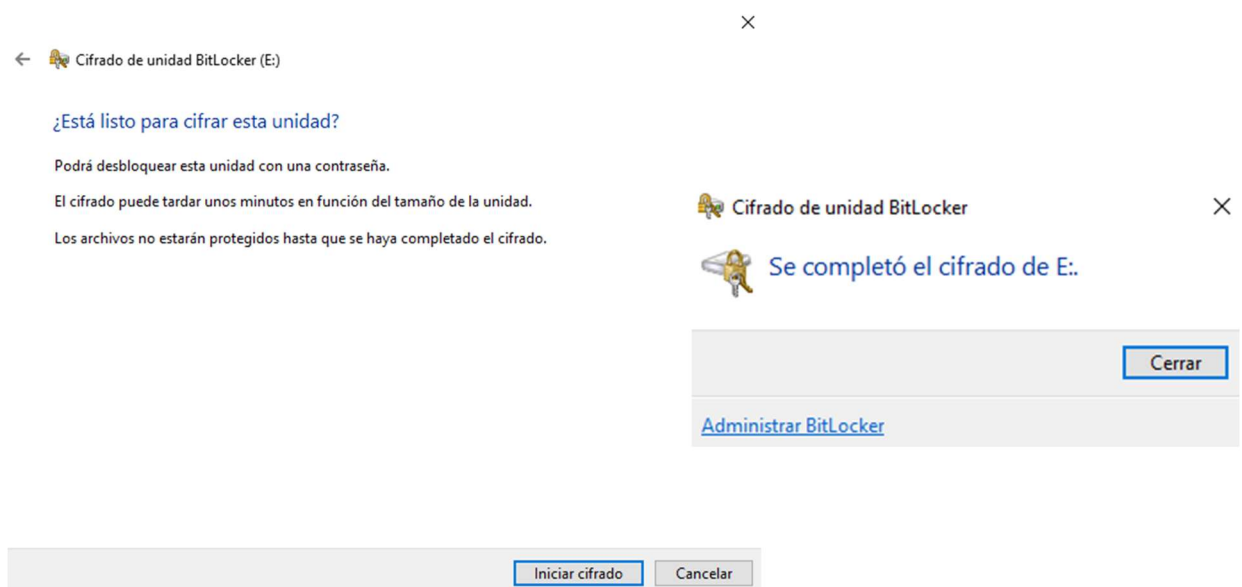 Cifrado de unidad BitLocker (E:)
¿Está listo para cifrar esta unidad?
Podrá desbloquear esta unidad con una contraseña.
El cifrado puede tardar unos minutos en función del tamaño de la unidad.
Los archivos no estarán protegidos hasta que se haya completado el cifrado.
Iniciar cifrado
Cancelar
Cifrado de unidad BitLocker
Se completó el cifrado de E:.
Cerrar
Administrar BitLocker